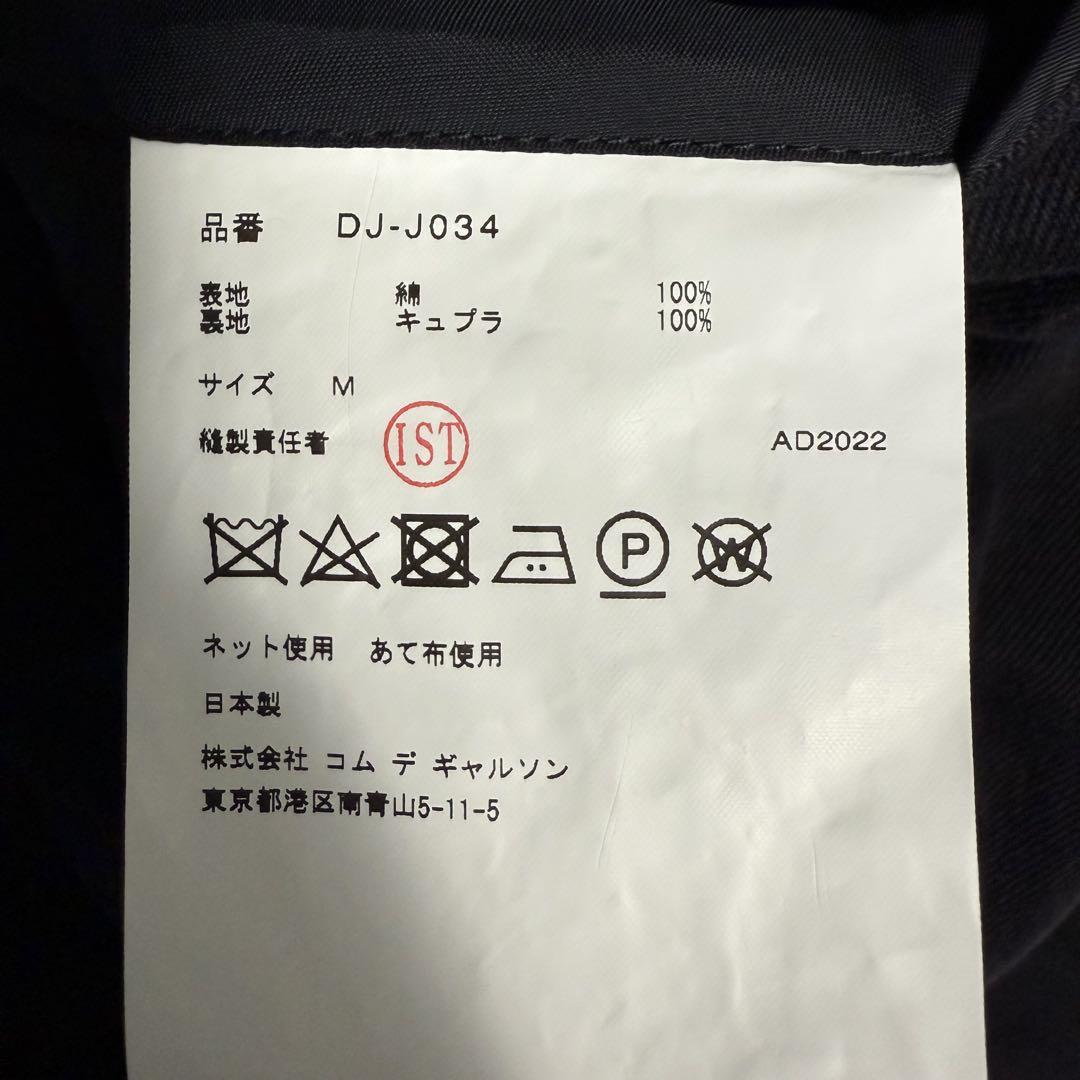 品番 DJ-J034
表地 綿 100%
裏地 キュプラ 100%
サイズ M
縫製責任者 IST AD2022
P W
ネット使用 あて布使用
日本製
株式会社 コム デ ギャルソン
東京都港区南青山5-11-5